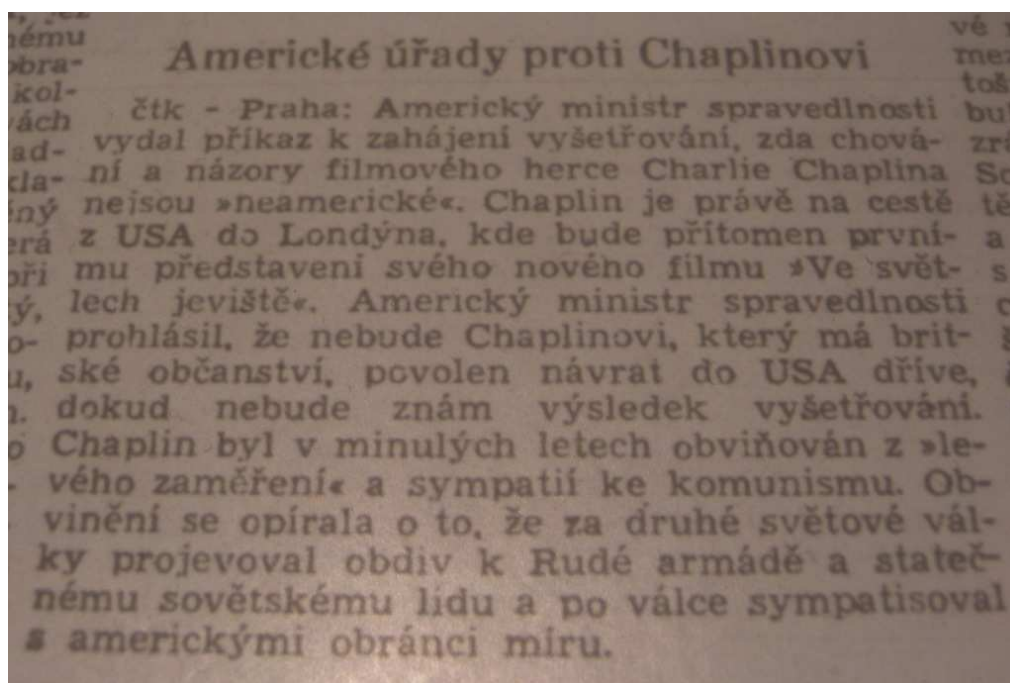 Americké úřady proti Chaplinovi
čtk - Praha: Americký ministr spravedlnosti
vydal příkaz k zahájení vyšetřování, zda chová-
ní a názory filmového herce Charlie Chaplina
nejsou »neamerické«. Chaplin je právě na cestě
z USA do Londýna, kde bude přítomen první-
mu představení svého nového filmu »Ve svět-
lech jeviště«. Americký ministr spravedlnosti
prohlásil, že nebude Chaplinovi, který má brit-
ské občanství, povolen návrat do USA dříve,
dokud nebude znám výsledek vyšetřování.
Chaplin byl v minulých letech obviňován z »le-
vého zaměření« a sympatií ke komunismu. Ob-
vinění se opírala o to, že za druhé světové vál-
ky projevoval obdiv k Rudé armádě a stateč-
nému sovětskému lidu a po válce sympatisoval
s americkými obránci míru.